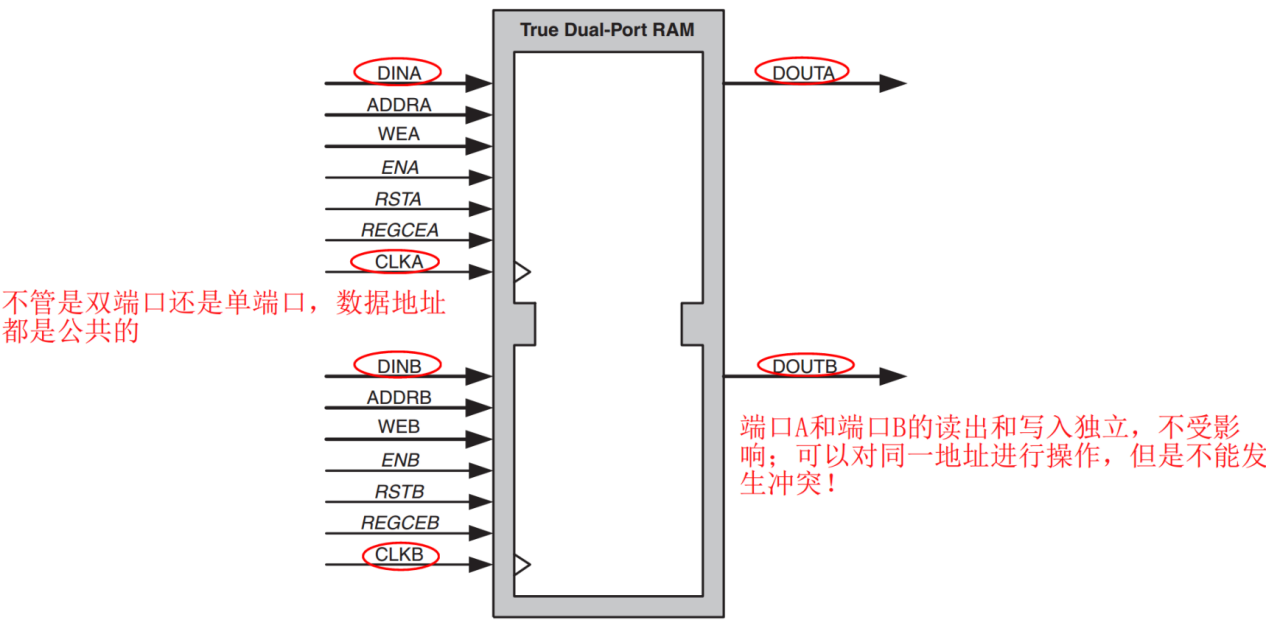 True Dual-Port RAM
DINA
DOUTA
ADDRA
WEA
ENA
RSTA
REGCEA
CLKA
不管是双端口还是单端口，数据地址
都是公共的
DINB
DOUTB
ADDRB
WEB
ENB
RSTB
REGCEB
CLKB
端口A和端口B的读出和写入独立，不受影
响；可以对同一地址进行操作，但是不能发
生冲突！